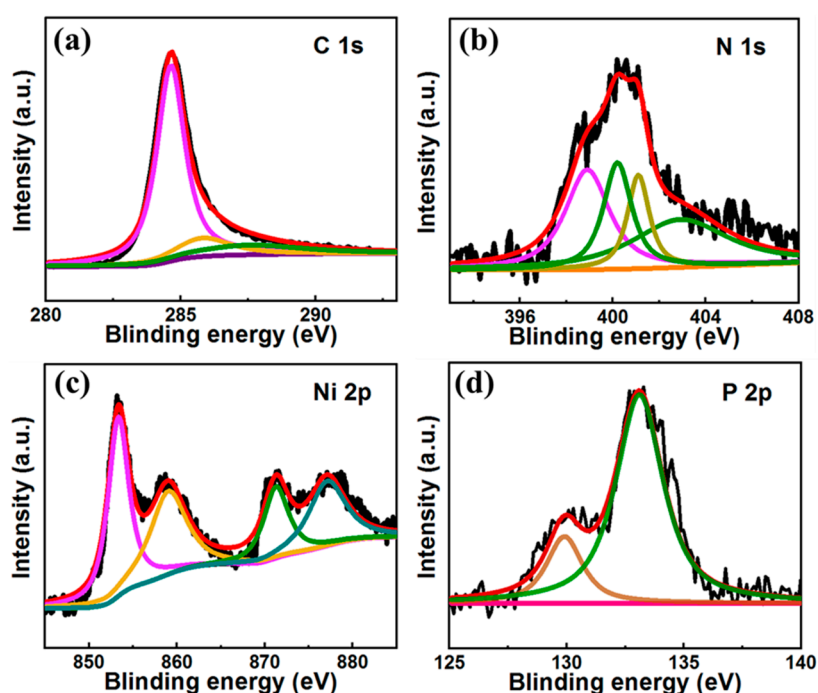 (a) C 1s
Intensity (a.u.)
280 285 290
Blinding energy (eV)
(b) N 1s
Intensity (a.u.)
396 400 404 408
Blinding energy (eV)
(c) Ni 2p
Intensity (a.u.)
850 860 870 880
Blinding energy (eV)
(d) P 2p
Intensity (a.u.)
125 130 135 140
Blinding energy (eV)